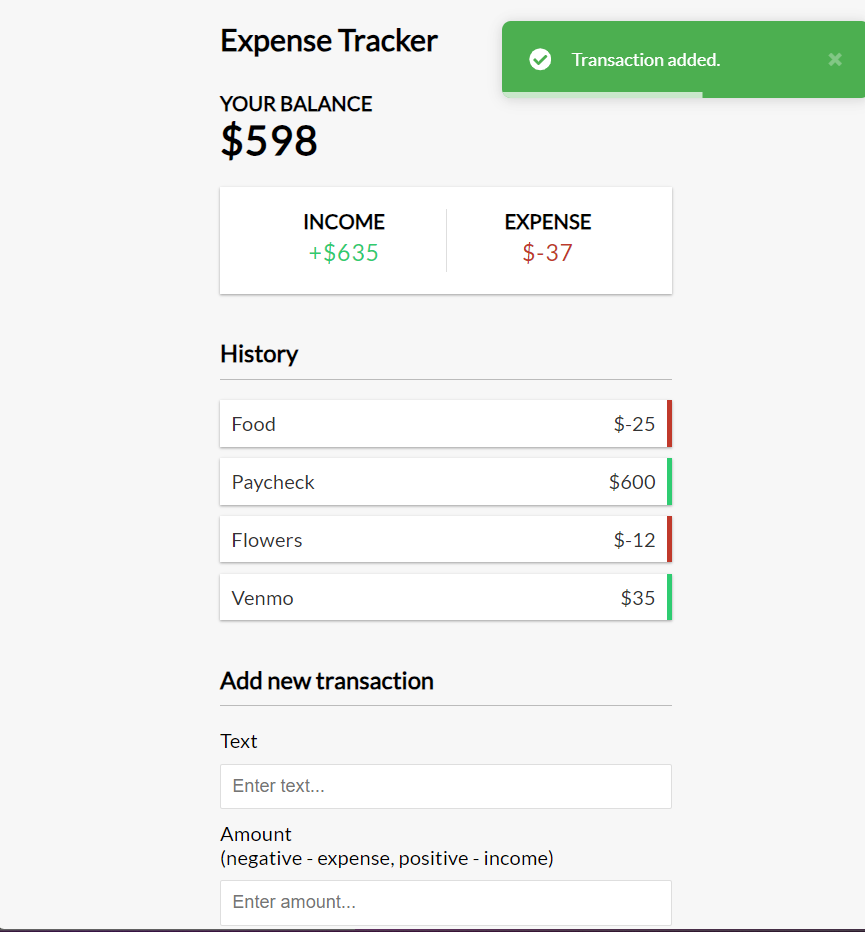 Expense Tracker
Transaction added.
YOUR BALANCE
$598
INCOME
EXPENSE
+$635
$-37
History
Food $-25
Paycheck $600
Flowers $-12
Venmo $35
Add new transaction
Text
Enter text...
Amount
(negative - expense, positive - income)
Enter amount...